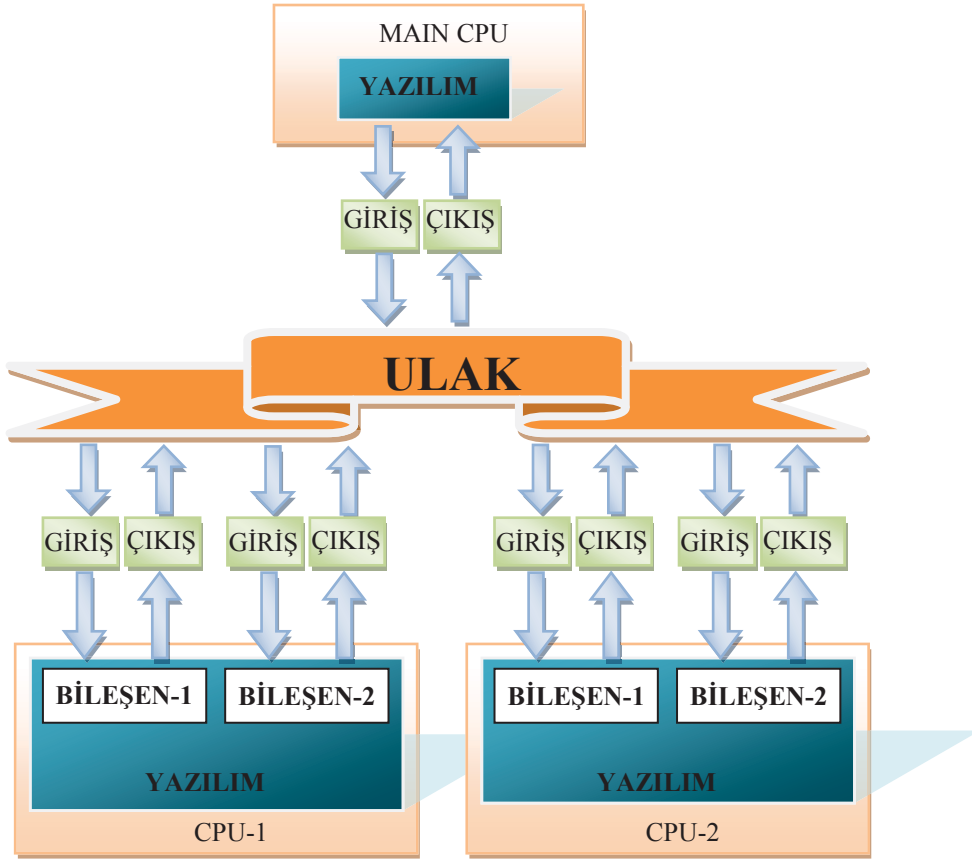 MAIN CPU
YAZILIM
GİRİŞ ÇIKIŞ
ULAK
GİRİŞ ÇIKIŞ GİRİŞ ÇIKIŞ GİRİŞ ÇIKIŞ GİRİŞ ÇIKIŞ
BİLEŞEN-1 BİLEŞEN-2 BİLEŞEN-1 BİLEŞEN-2
YAZILIM YAZILIM
CPU-1 CPU-2